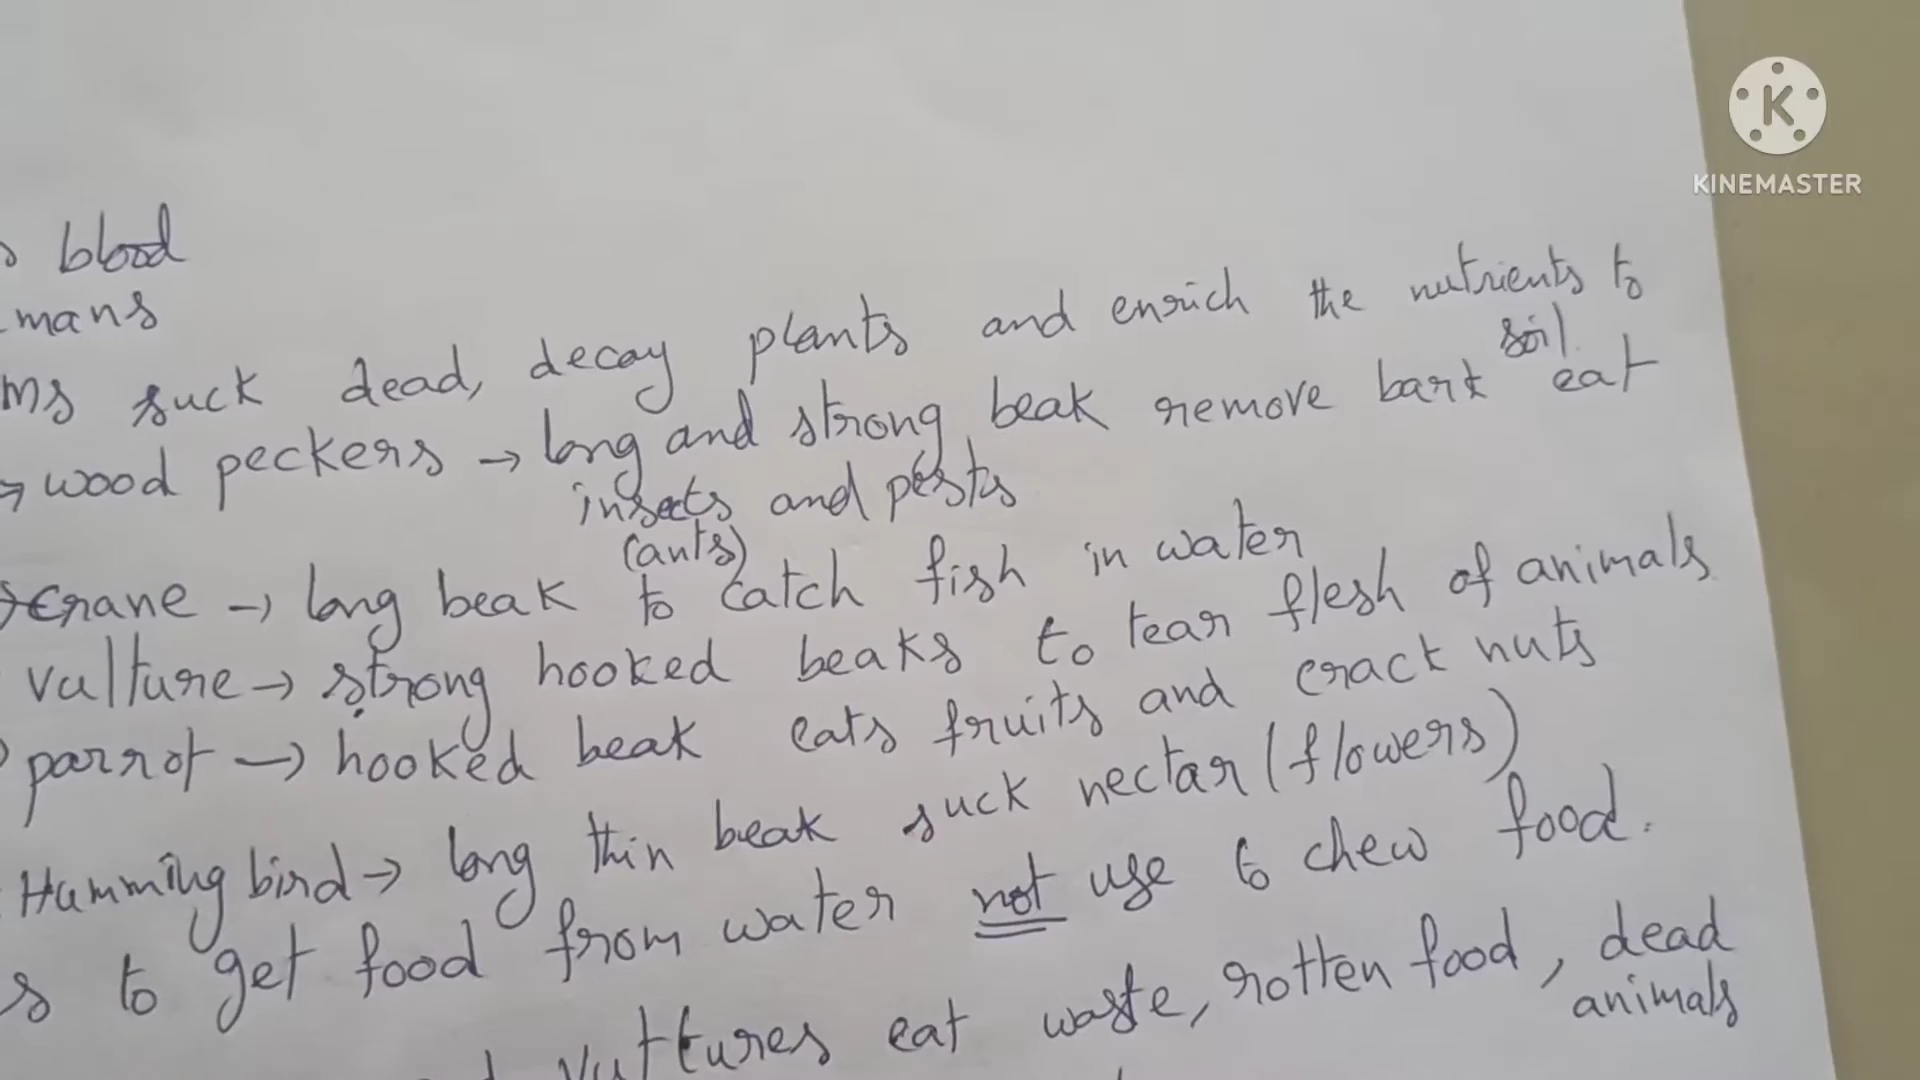 K
KINEMASTER
blood
mans
ms suck dead, decay plants and enrich the nutrients to
soil
wood peckers → long and strong beak remove bark eat
insects and pests
(ants)
crane → long beak to catch fish in water
vulture → strong hooked beaks to tear flesh of animals
parrot → hooked beak eats fruits and crack nuts
Humming bird → long thin beak suck nectar (flowers)
s to get food from water not use to chew food.
vultures eat waste, rotten food, dead
animals